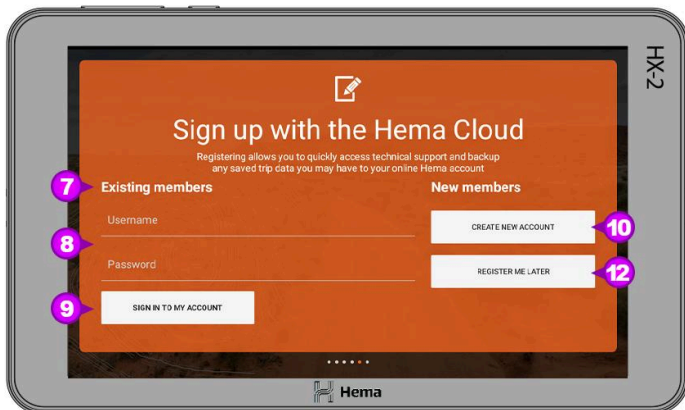 HX-2
Sign up with the Hema Cloud
Registering allows you to quickly access technical support and backup
any saved trip data you may have to your online Hema account
7
Existing members
Username
8
Password
9
SIGN IN TO MY ACCOUNT
New members
CREATE NEW ACCOUNT
10
REGISTER ME LATER
12
Hema